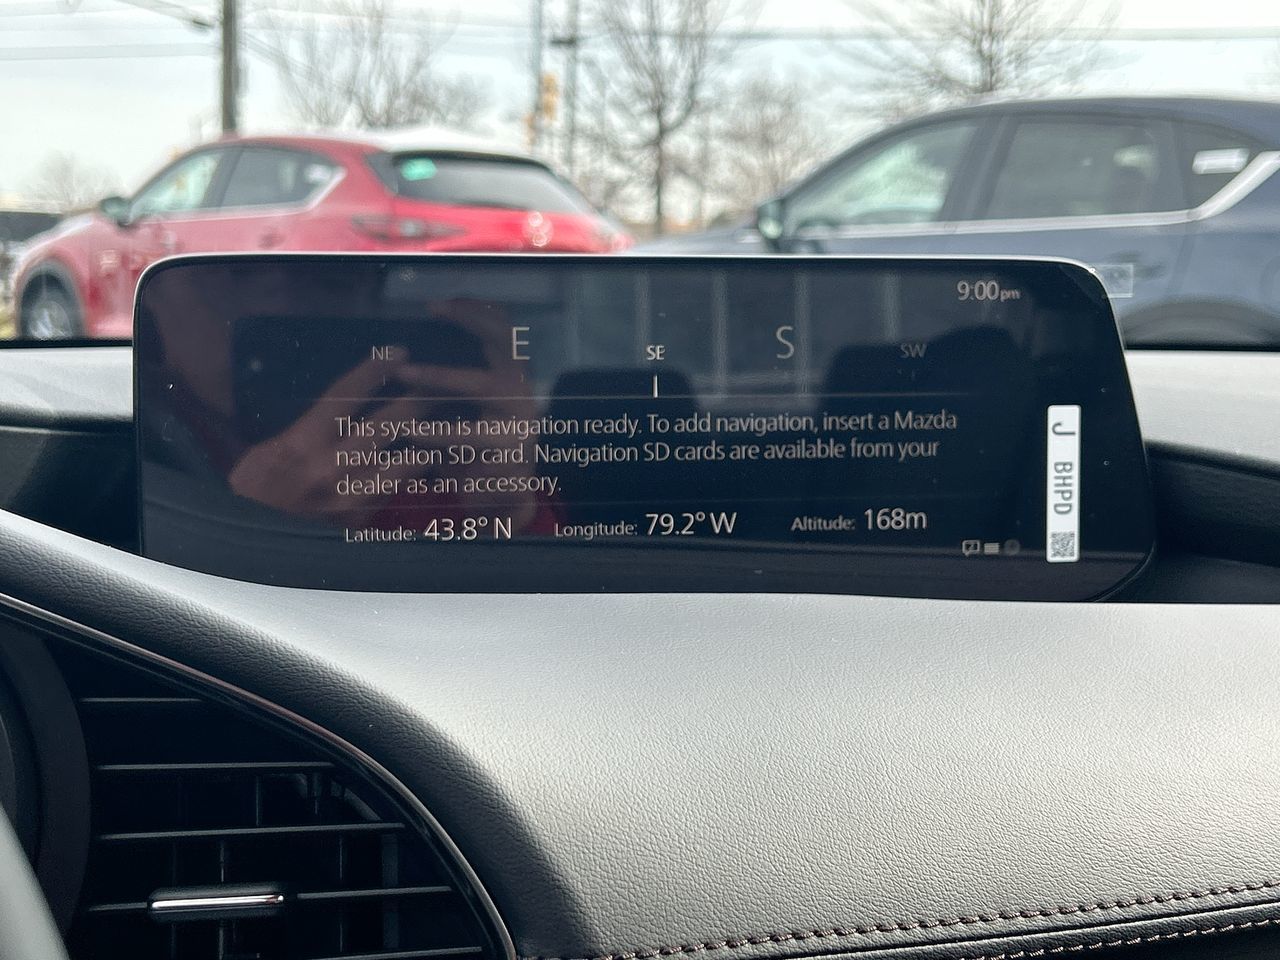 9:00pm
NE E SE S SW
This system is navigation ready. To add navigation, insert a Mazda
navigation SD card. Navigation SD cards are available from your
dealer as an accessory.
Latitude: 43.8° N Longitude: 79.2° W Altitude: 168m
J BHPD